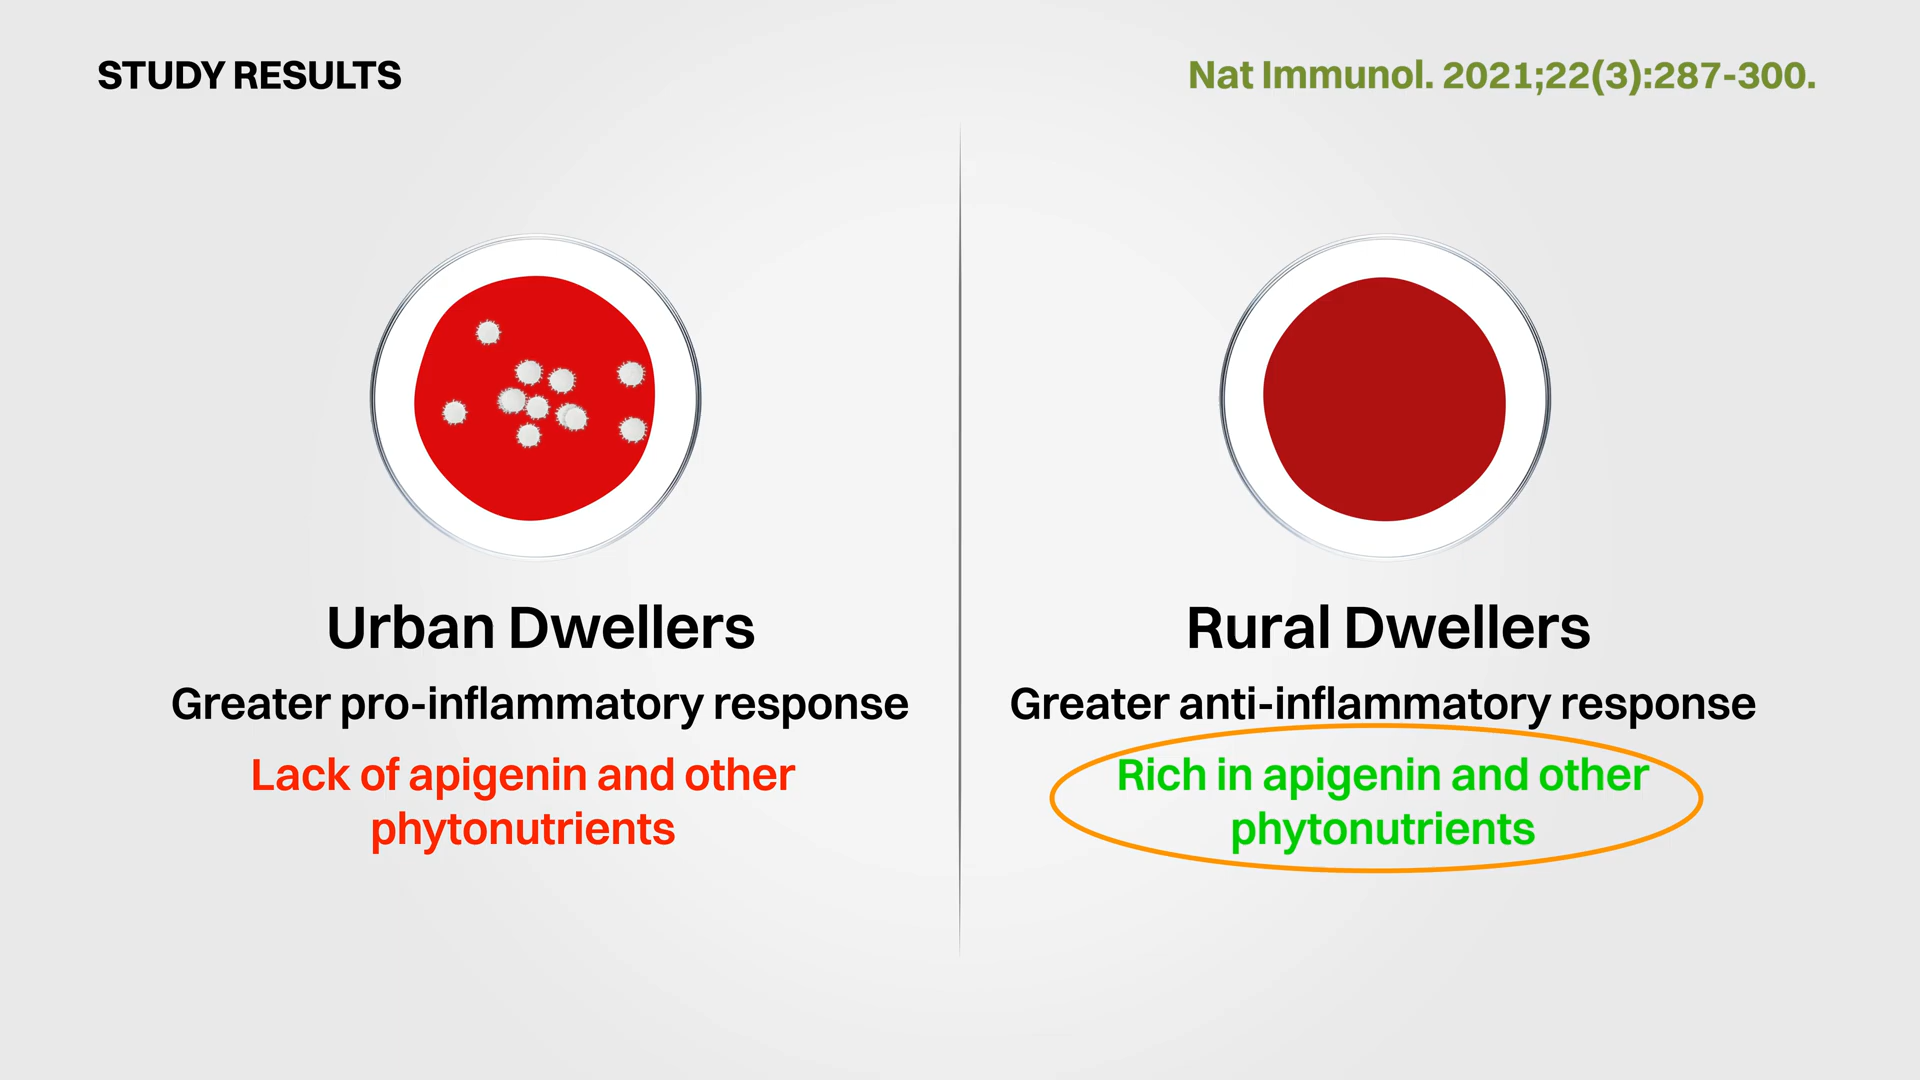 STUDY RESULTS
Nat Immunol. 2021;22(3):287-300.
Urban Dwellers
Greater pro-inflammatory response
Lack of apigenin and other
phytonutrients
Rural Dwellers
Greater anti-inflammatory response
Rich in apigenin and other
phytonutrients